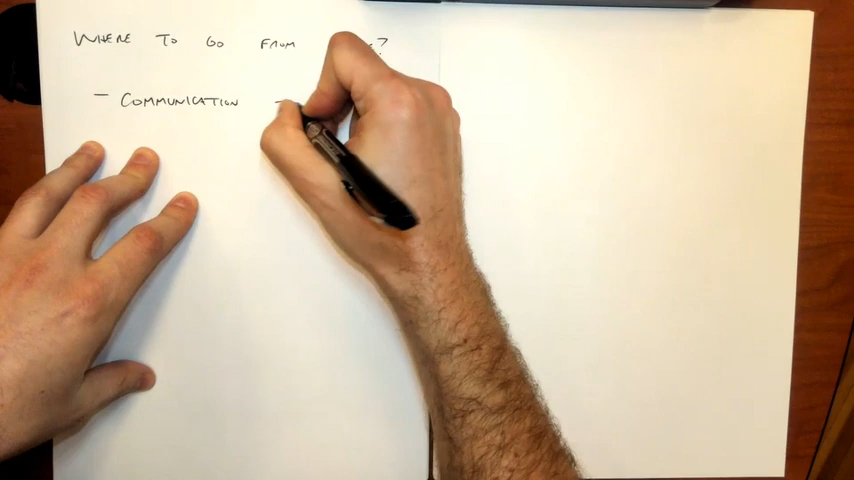 WHERE TO GO FROM ?
- COMMUNICATION -